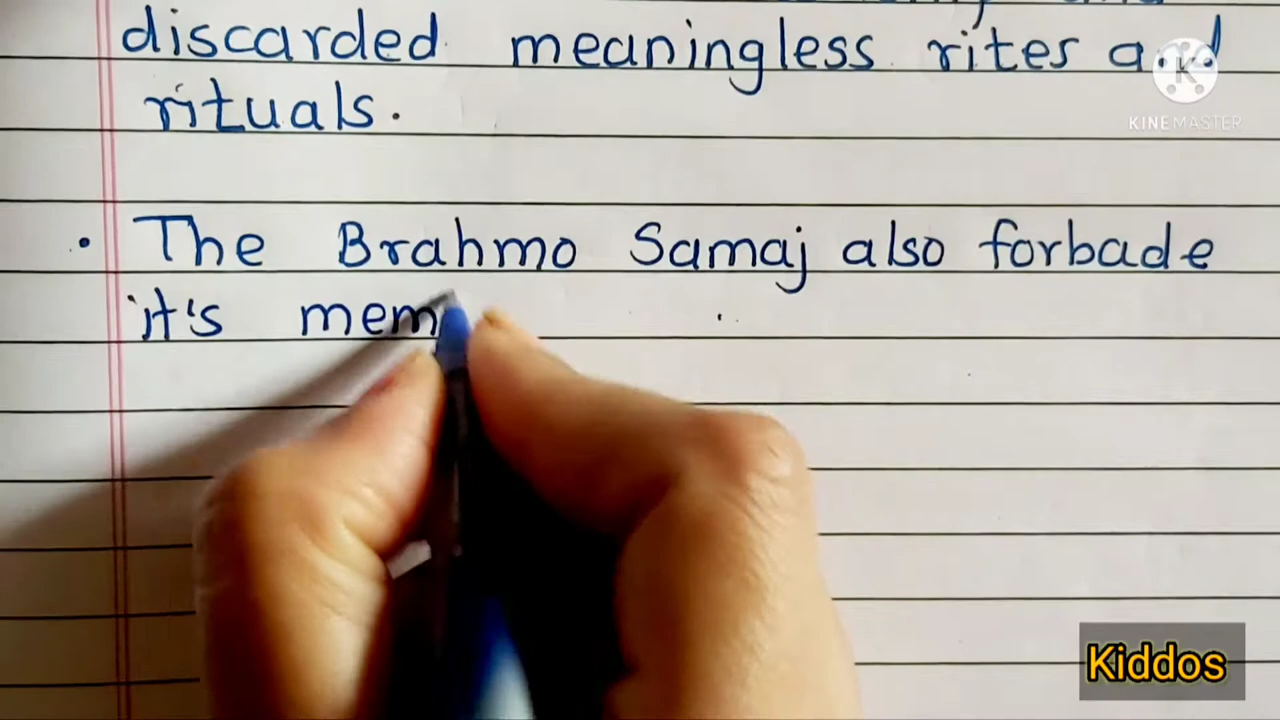 discarded meaningless rites and
rituals.
KINEMASTER
• The Brahmo Samaj also forbade
it's mem
Kiddos